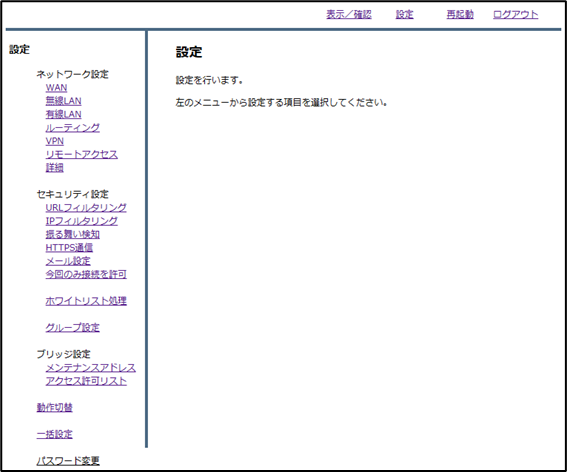 表示／確認 設定 再起動 ログアウト
設定
ネットワーク設定
WAN
無線LAN
有線LAN
ルーティング
VPN
リモートアクセス
詳細
セキュリティ設定
URLフィルタリング
IPフィルタリング
振る舞い検知
HTTPS通信
メール設定
今回のみ接続を許可
ホワイトリスト処理
グループ設定
ブリッジ設定
メンテナンスアドレス
アクセス許可リスト
動作切替
一括設定
パスワード変更
設定
設定を行います。
左のメニューから設定する項目を選択してください。